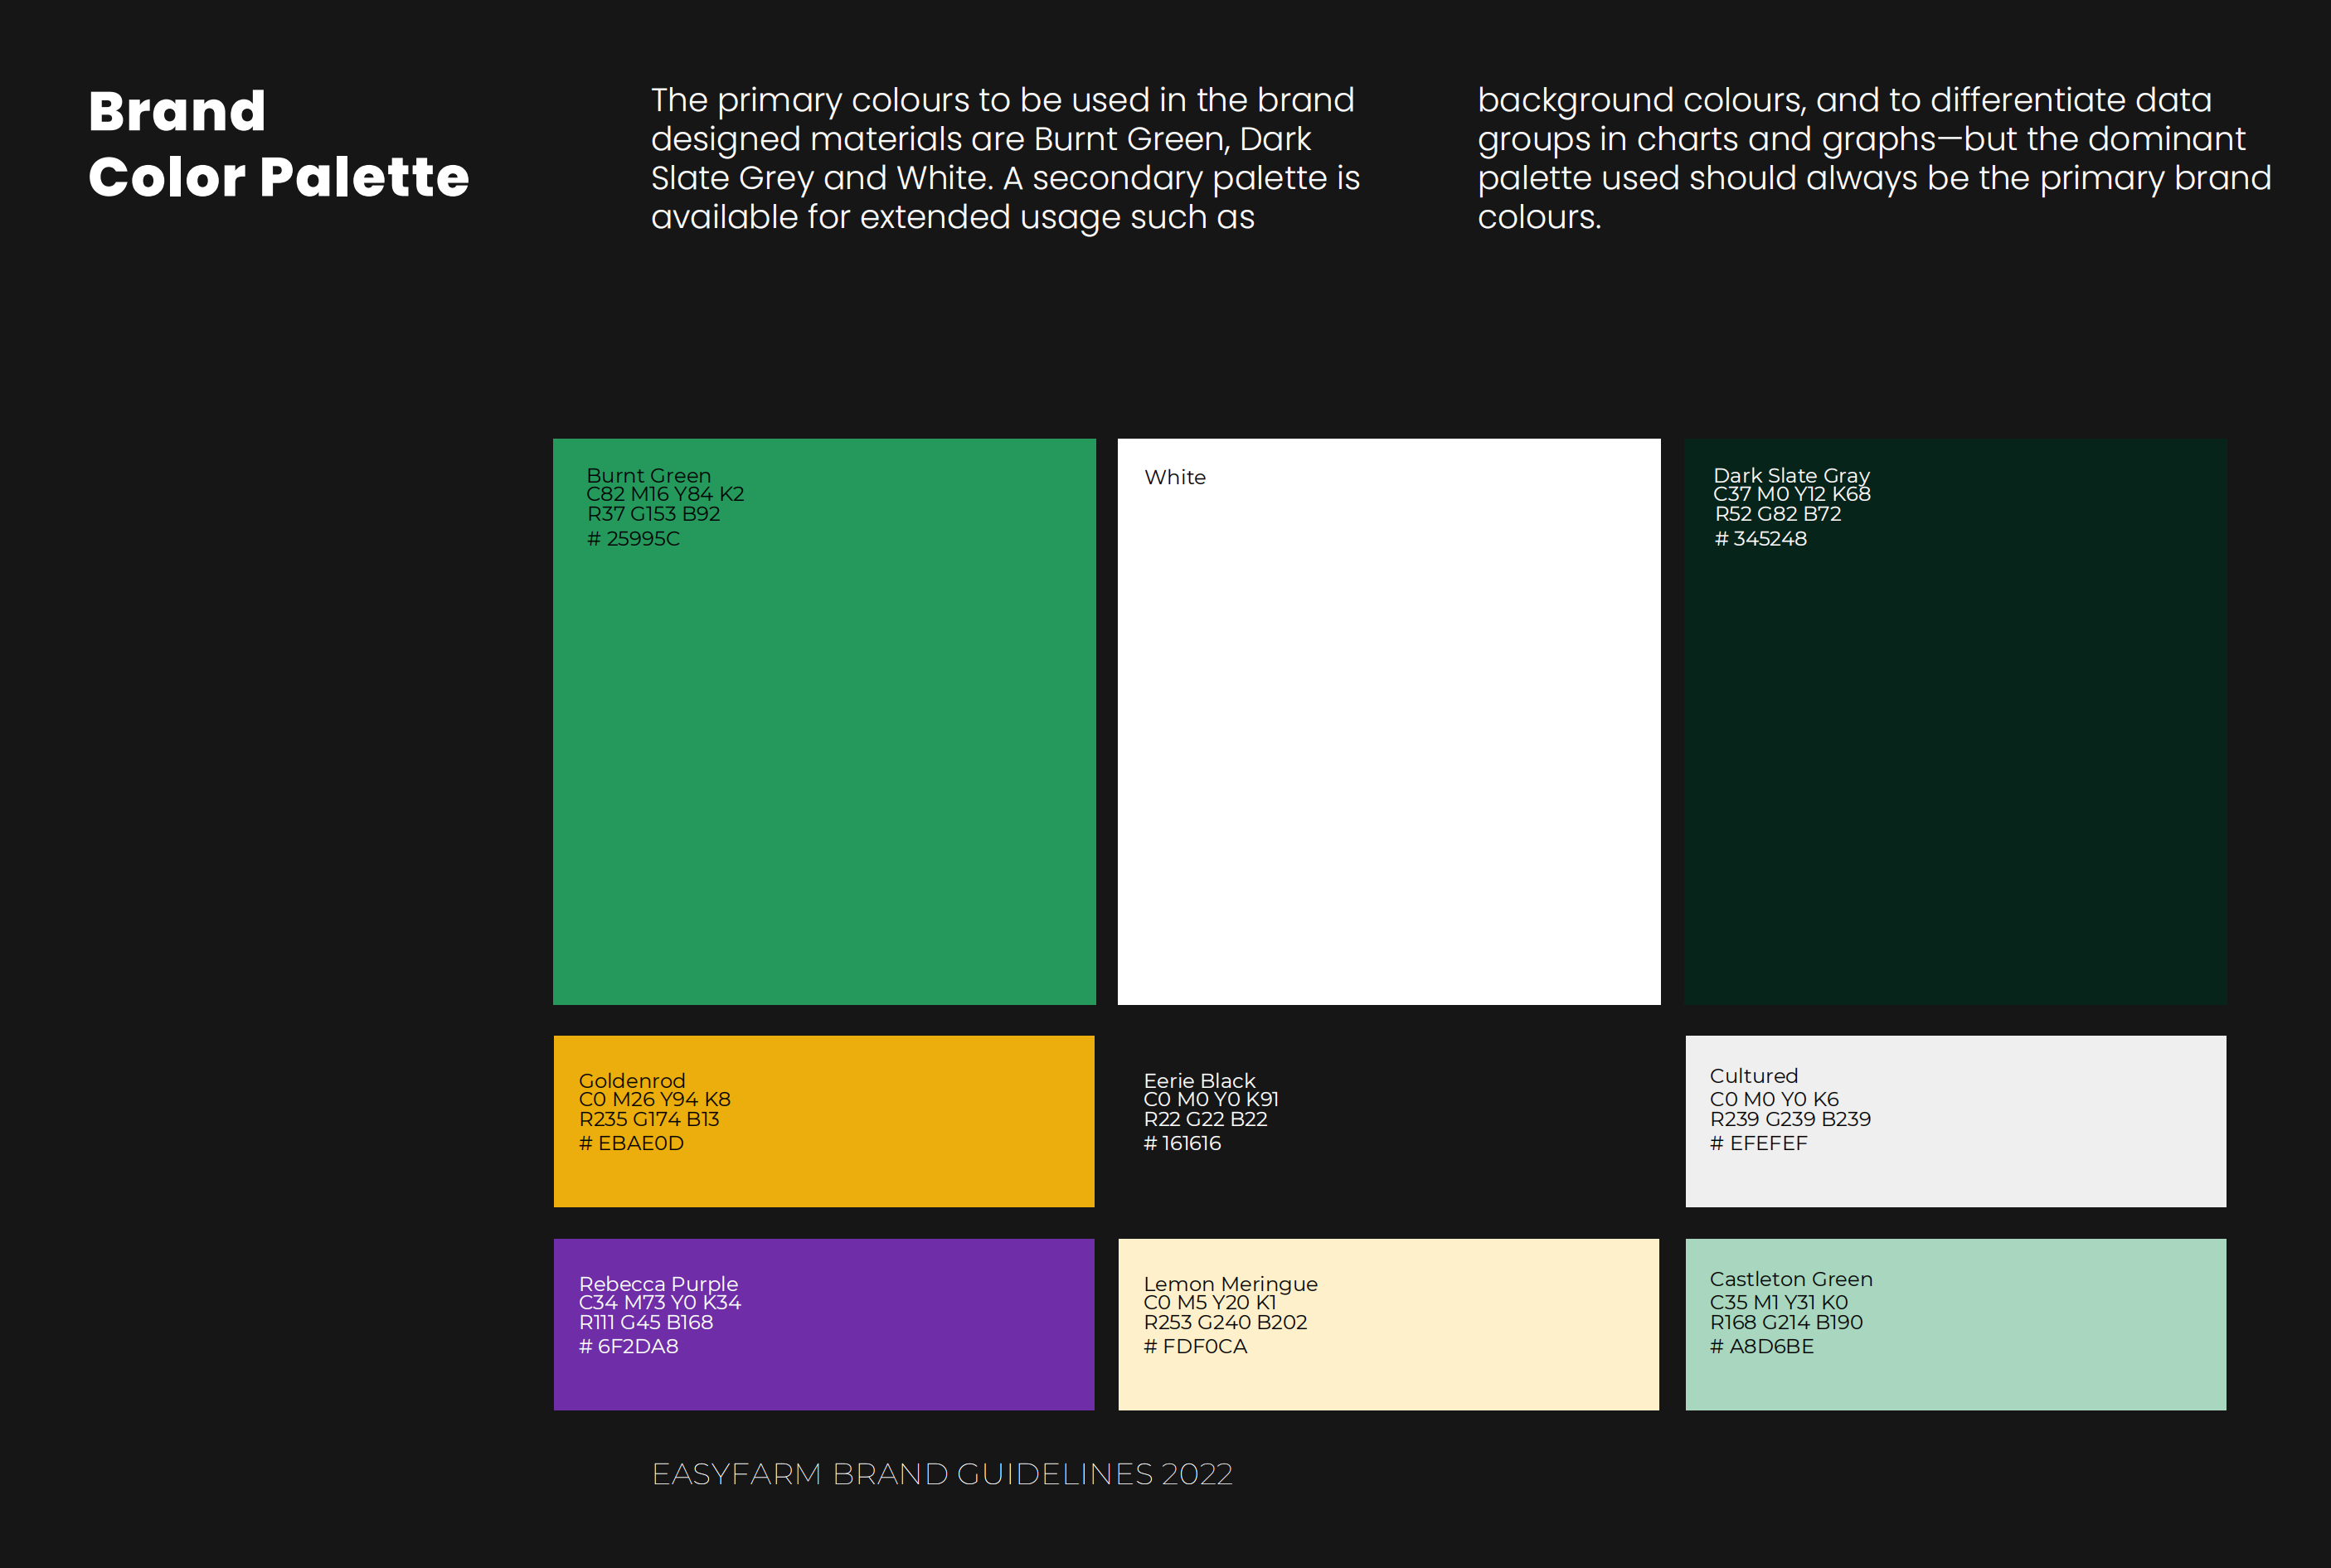 Brand
Color Palette
The primary colours to be used in the brand
designed materials are Burnt Green, Dark
Slate Grey and White. A secondary palette is
available for extended usage such as
background colours, and to differentiate data
groups in charts and graphs—but the dominant
palette used should always be the primary brand
colours.
Burnt Green
C82 M16 Y84 K2
R37 G153 B92
# 25995C
White
Dark Slate Gray
C37 M0 Y12 K68
R52 G82 B72
# 345248
Goldenrod
C0 M26 Y94 K8
R235 G174 B13
# EBAE0D
Eerie Black
C0 M0 Y0 K91
R22 G22 B22
# 161616
Cultured
C0 M0 Y0 K6
R239 G239 B239
# EFEFEF
Rebecca Purple
C34 M73 Y0 K34
R111 G45 B168
# 6F2DA8
Lemon Meringue
C0 M5 Y20 K1
R253 G240 B202
# FDF0CA
Castleton Green
C35 M1 Y31 K0
R168 G214 B190
# A8D6BE
EASYFARM BRAND GUIDELINES 2022